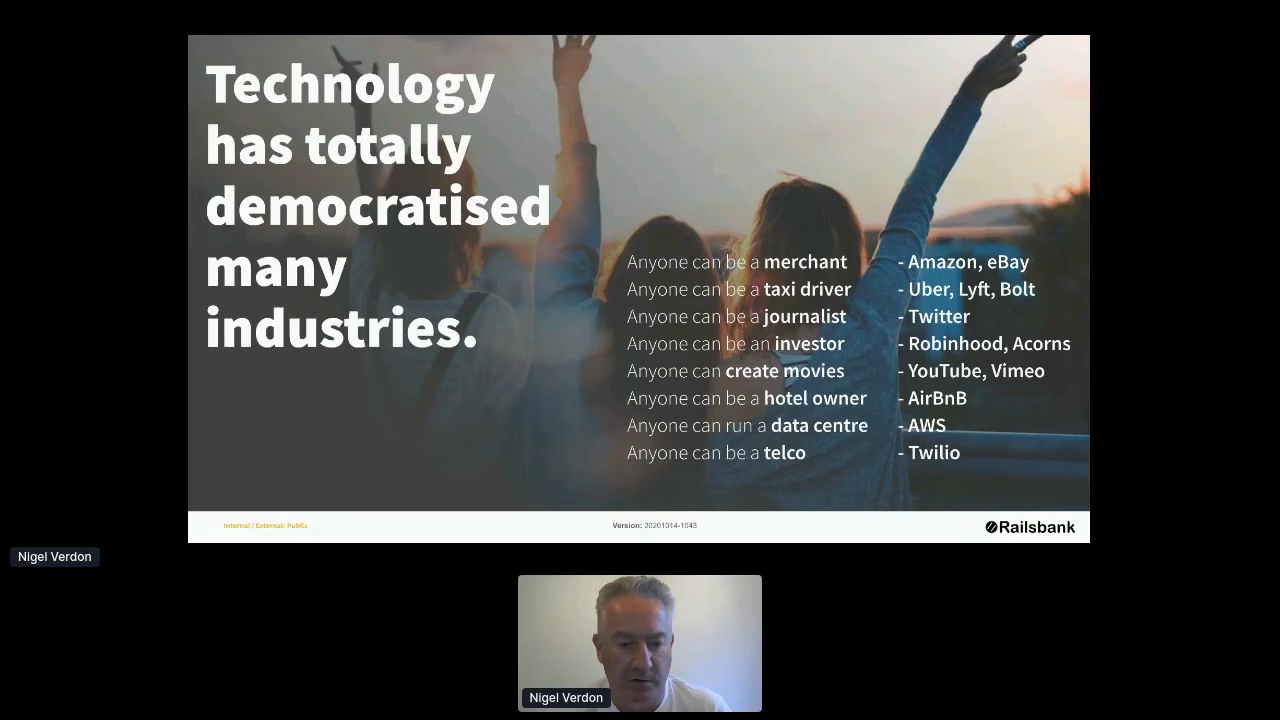 Technology
has totally
democratised
many
industries.
Anyone can be a merchant - Amazon, eBay
Anyone can be a taxi driver - Uber, Lyft, Bolt
Anyone can be a journalist - Twitter
Anyone can be an investor - Robinhood, Acorns
Anyone can create movies - YouTube, Vimeo
Anyone can be a hotel owner - AirBnB
Anyone can run a data centre - AWS
Anyone can be a telco - Twilio
Internal / External: Public
Version: 20201014-1043
Railsbank
Nigel Verdon
Nigel Verdon